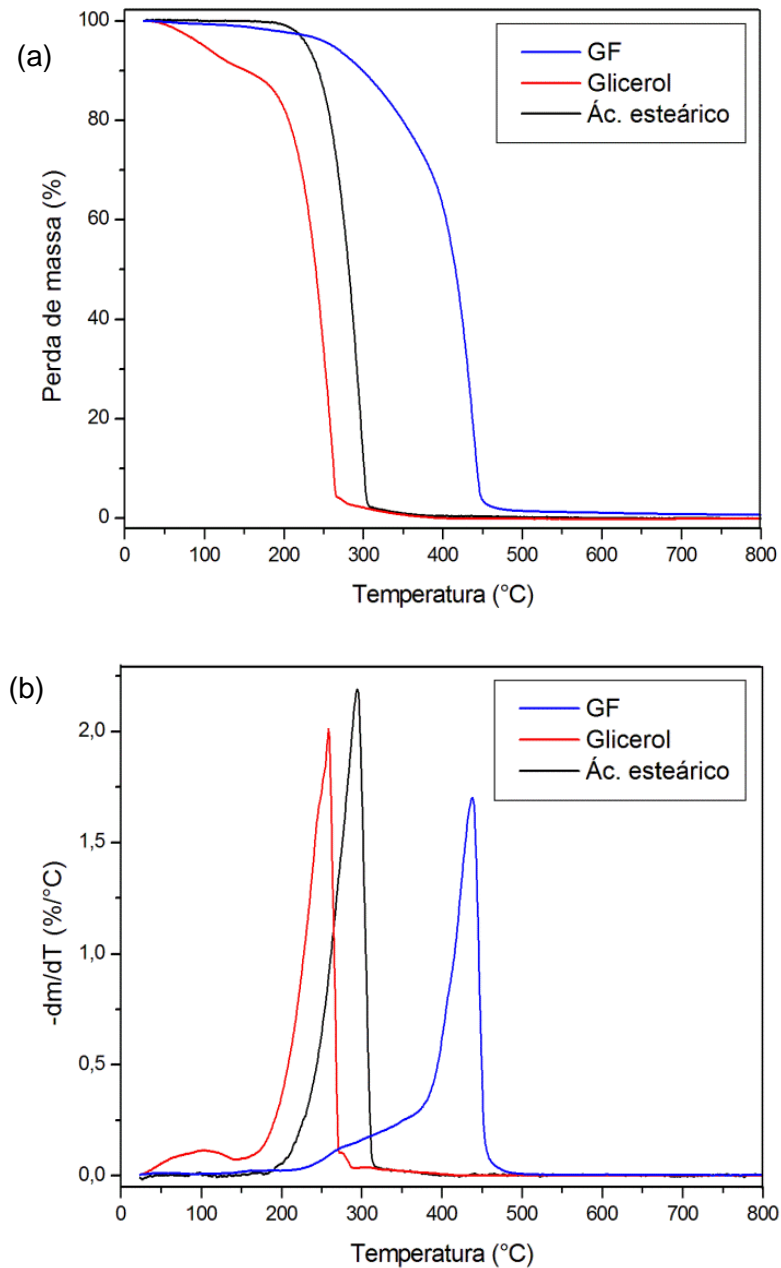 (a)
GF
Glicerol
Ác. esteárico
Perda de massa (%)
100
80
60
40
20
0
0 100 200 300 400 500 600 700 800
Temperatura (°C)
(b)
GF
Glicerol
Ác. esteárico
-dm/dT (%/°C)
2,0
1,5
1,0
0,5
0,0
0 100 200 300 400 500 600 700 800
Temperatura (°C)